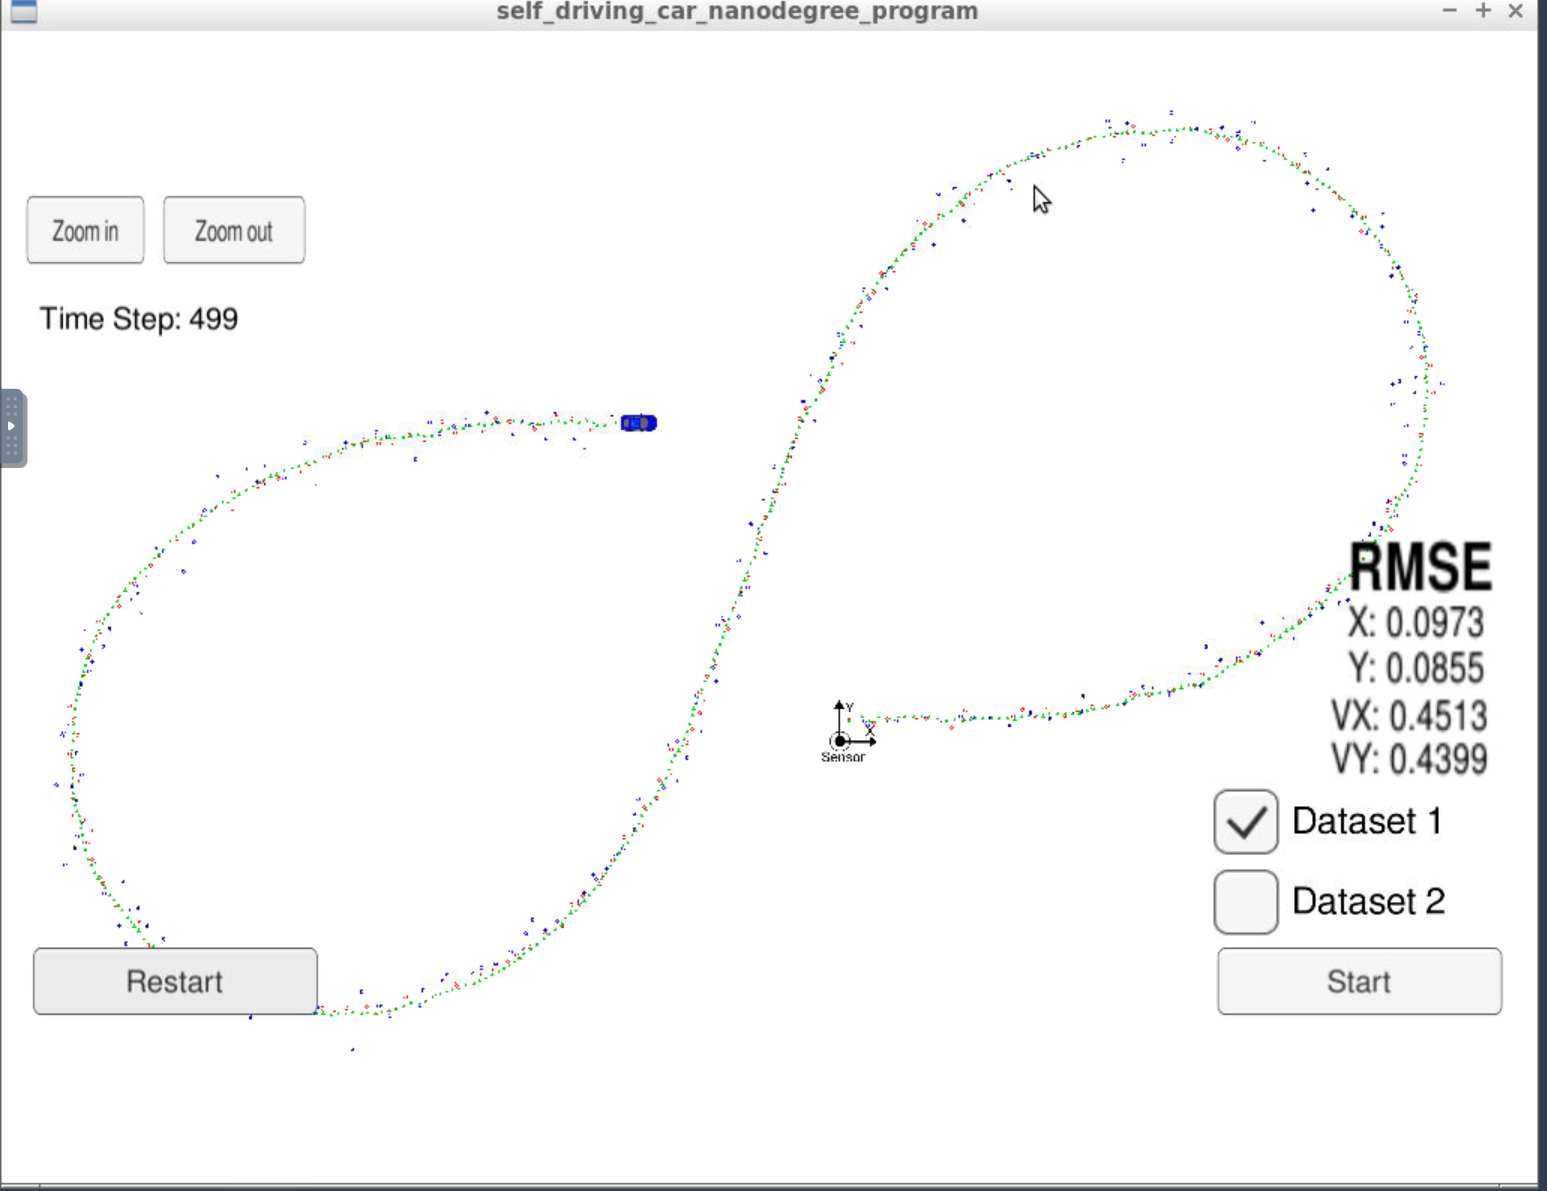 self_driving_car_nanodegree_program
Zoom in
Zoom out
Time Step: 499
RMSE
X: 0.0973
Y: 0.0855
VX: 0.4513
VY: 0.4399
Y
X
Sensor
Dataset 1
Dataset 2
Restart
Start